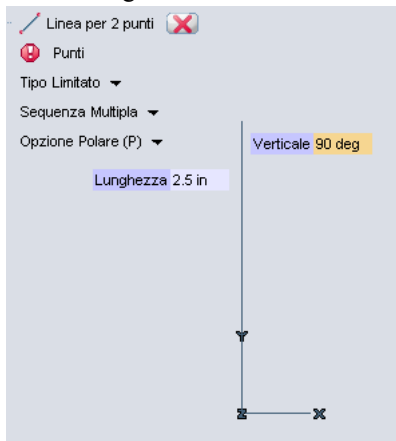 Linea per 2 punti
Punti
Tipo Limitato
Sequenza Multipla
Opzione Polare (P)
Verticale 90 deg
Lunghezza 2.5 in
Y
Z X